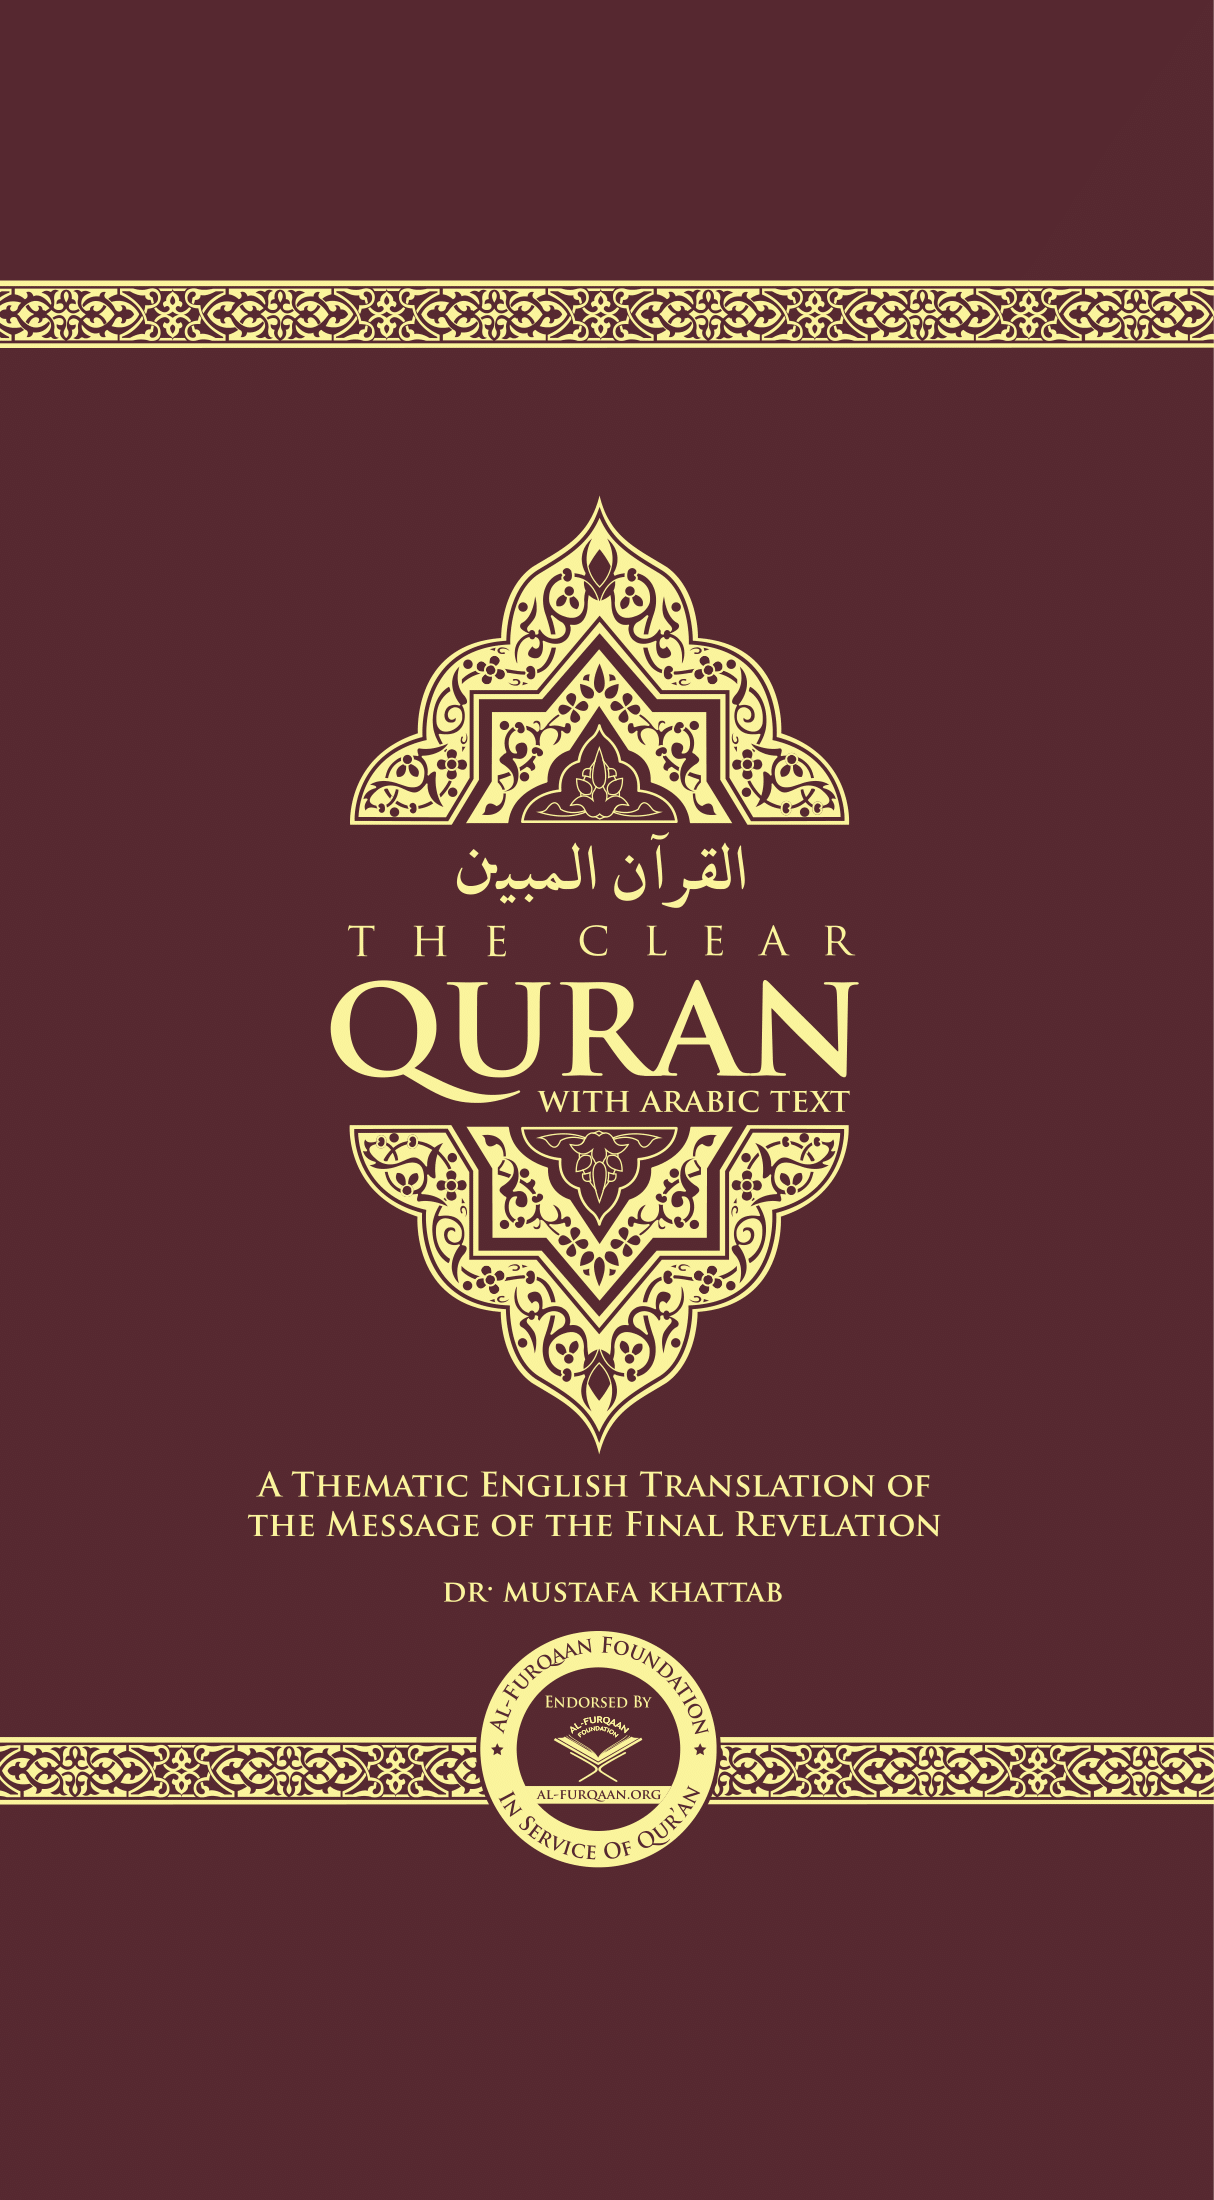 القرآن المبين
THE CLEAR
QURAN
WITH ARABIC TEXT
A THEMATIC ENGLISH TRANSLATION OF
THE MESSAGE OF THE FINAL REVELATION
DR. MUSTAFA KHATTAB
AL-FURQAAN FOUNDATION
ENDORSED BY
AL-FURQAAN
FOUNDATION
AL-FURQAAN.ORG
IN SERVICE OF QUR'AN